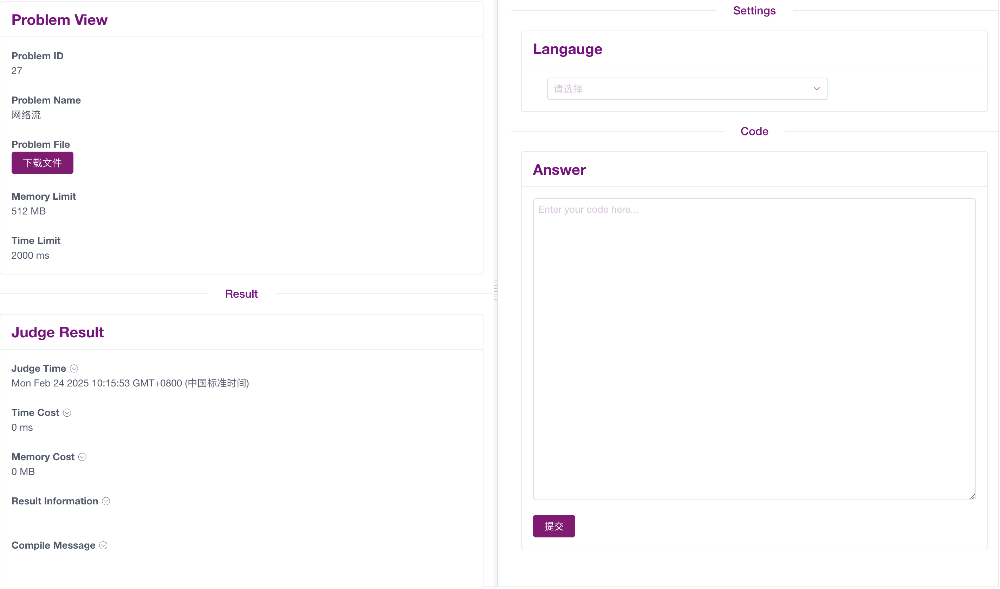 Problem View
Problem ID
27
Problem Name
网络流
Problem File
下载文件
Memory Limit
512 MB
Time Limit
2000 ms
Result
Judge Result
Judge Time
Mon Feb 24 2025 10:15:53 GMT+0800 (中国标准时间)
Time Cost
0 ms
Memory Cost
0 MB
Result Information
Compile Message
Settings
Langauge
请选择
Code
Answer
Enter your code here...
提交